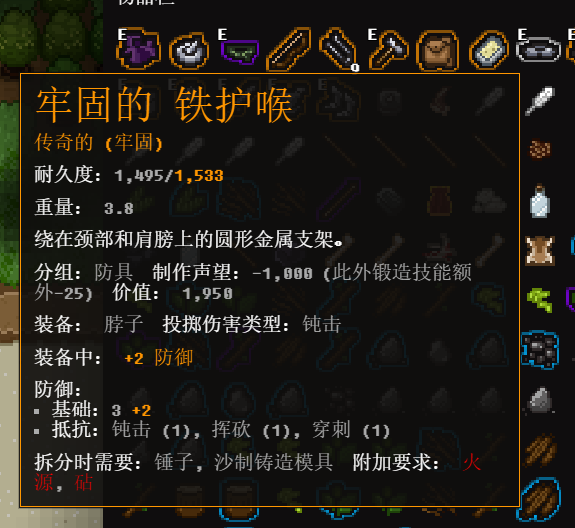 E
E
E
E
Q
牢固的 铁护喉
传奇的 (牢固)
耐久度: 1,495/1,533
重量: 3.8
绕在颈部和肩膀上的圆形金属支架。
分组: 防具 制作声望: -1,000 (此外锻造技能额
外-25) 价值: 1,950
装备: 脖子 投掷伤害类型: 钝击
装备中: +2 防御
防御:
▪ 基础: 3 +2
▪ 抵抗: 钝击 (1), 挥砍 (1), 穿刺 (1)
拆分时需要: 锤子, 沙制铸造模具 附加要求: 火
源, 砧